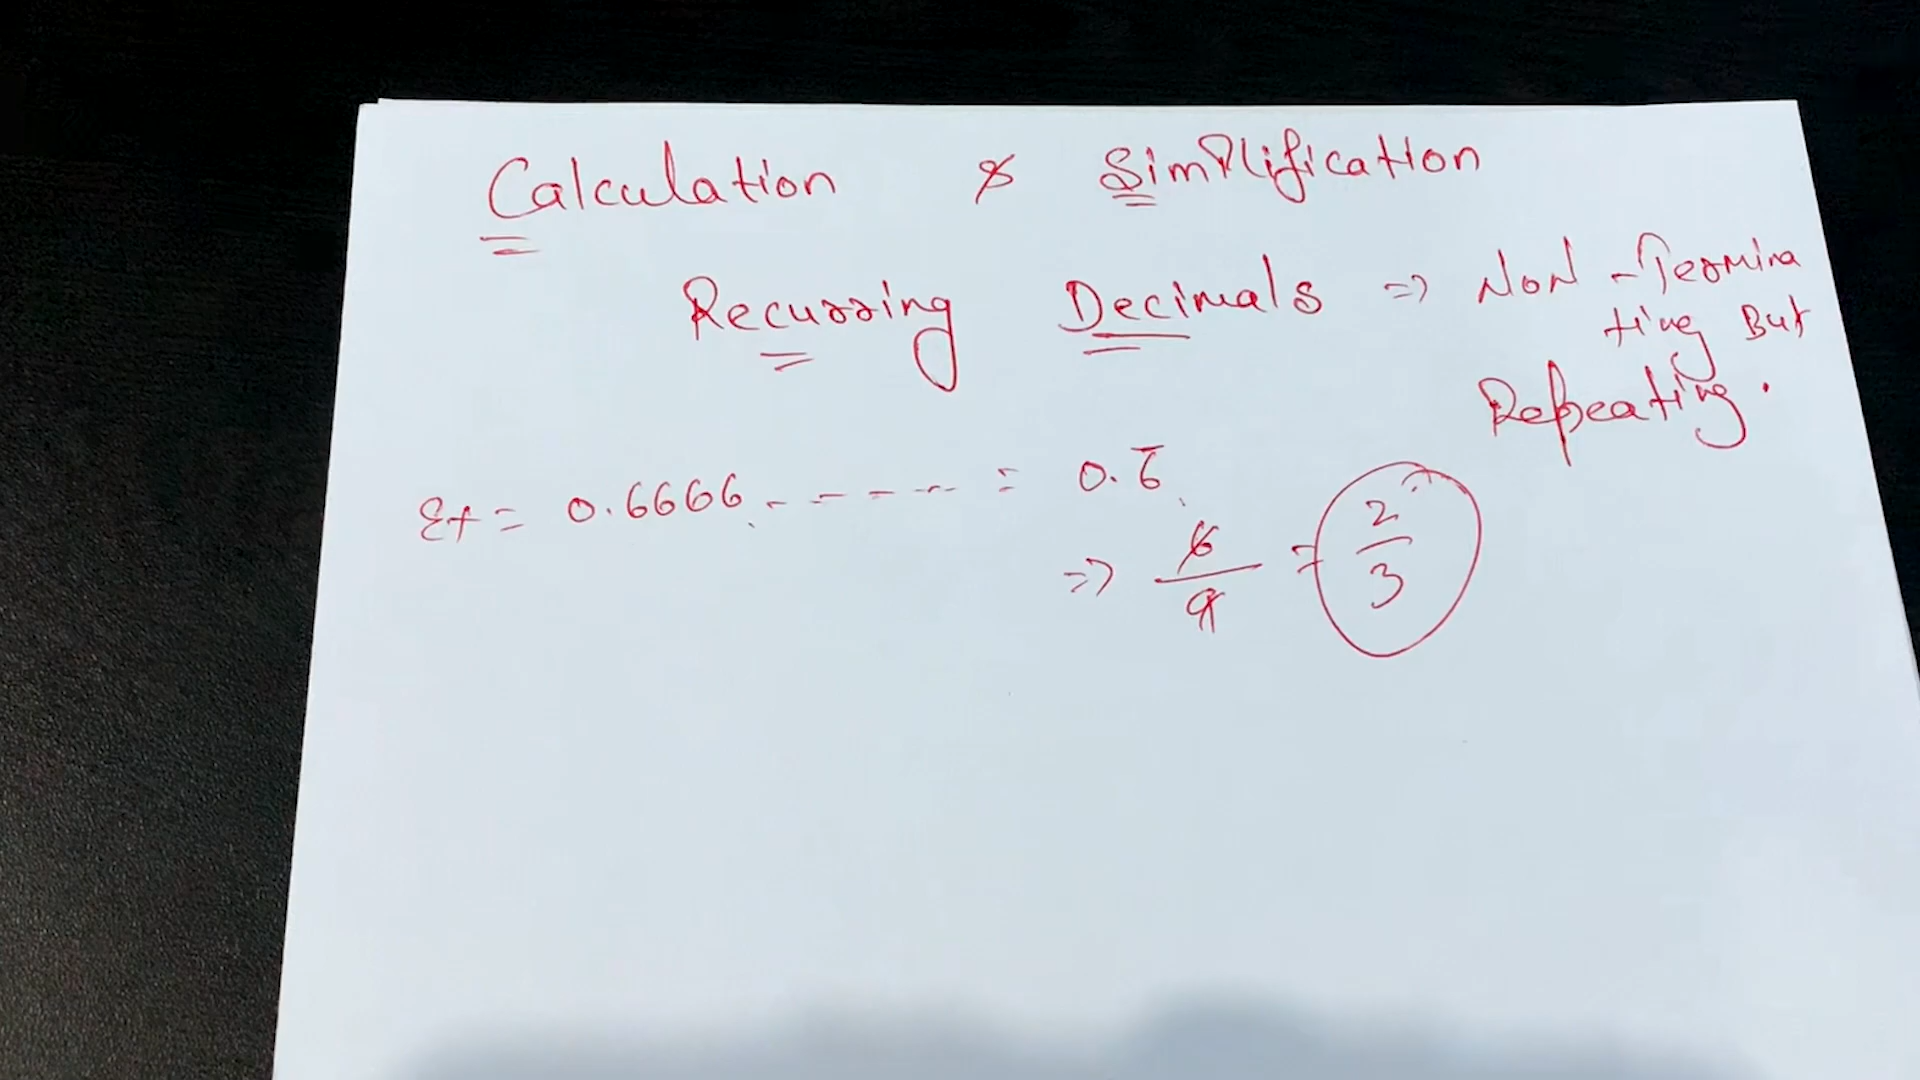 Calculation & Simplification
Recurring Decimals => Non-Termina
ting But
Repeating.
Ex = 0.6666 - - - - - = 0.6̅
=> 6/9 = 2/3